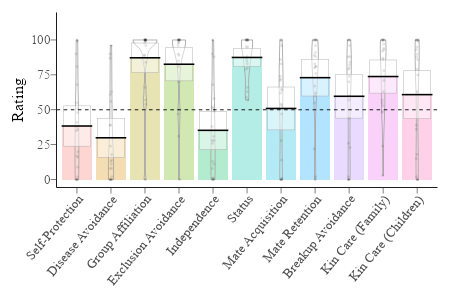 100
75
50
25
0
Rating
Self-Protection
Disease Avoidance
Group Affiliation
Exclusion Avoidance
Independence
Status
Mate Acquisition
Mate Retention
Breakup Avoidance
Kin Care (Family)
Kin Care (Children)